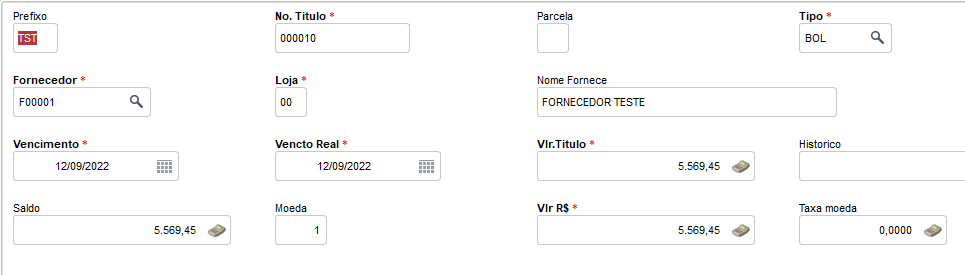 Prefixo No. Titulo * Parcela Tipo *
TST 000010 BOL
Fornecedor * Loja * Nome Fornece
F00001 00 FORNECEDOR TESTE
Vencimento * Vencto Real * Vlr.Titulo * Historico
12/09/2022 12/09/2022 5.569,45
Saldo Moeda Vlr R$ * Taxa moeda
5.569,45 1 5.569,45 0,0000